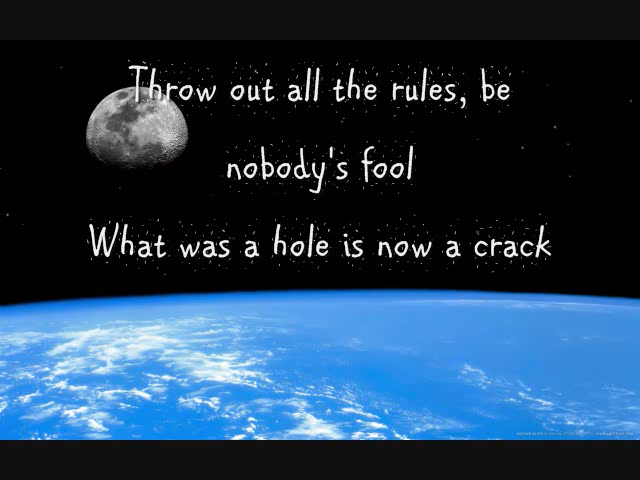 Throw out all the rules, be
nobody's fool
What was a hole is now a crack